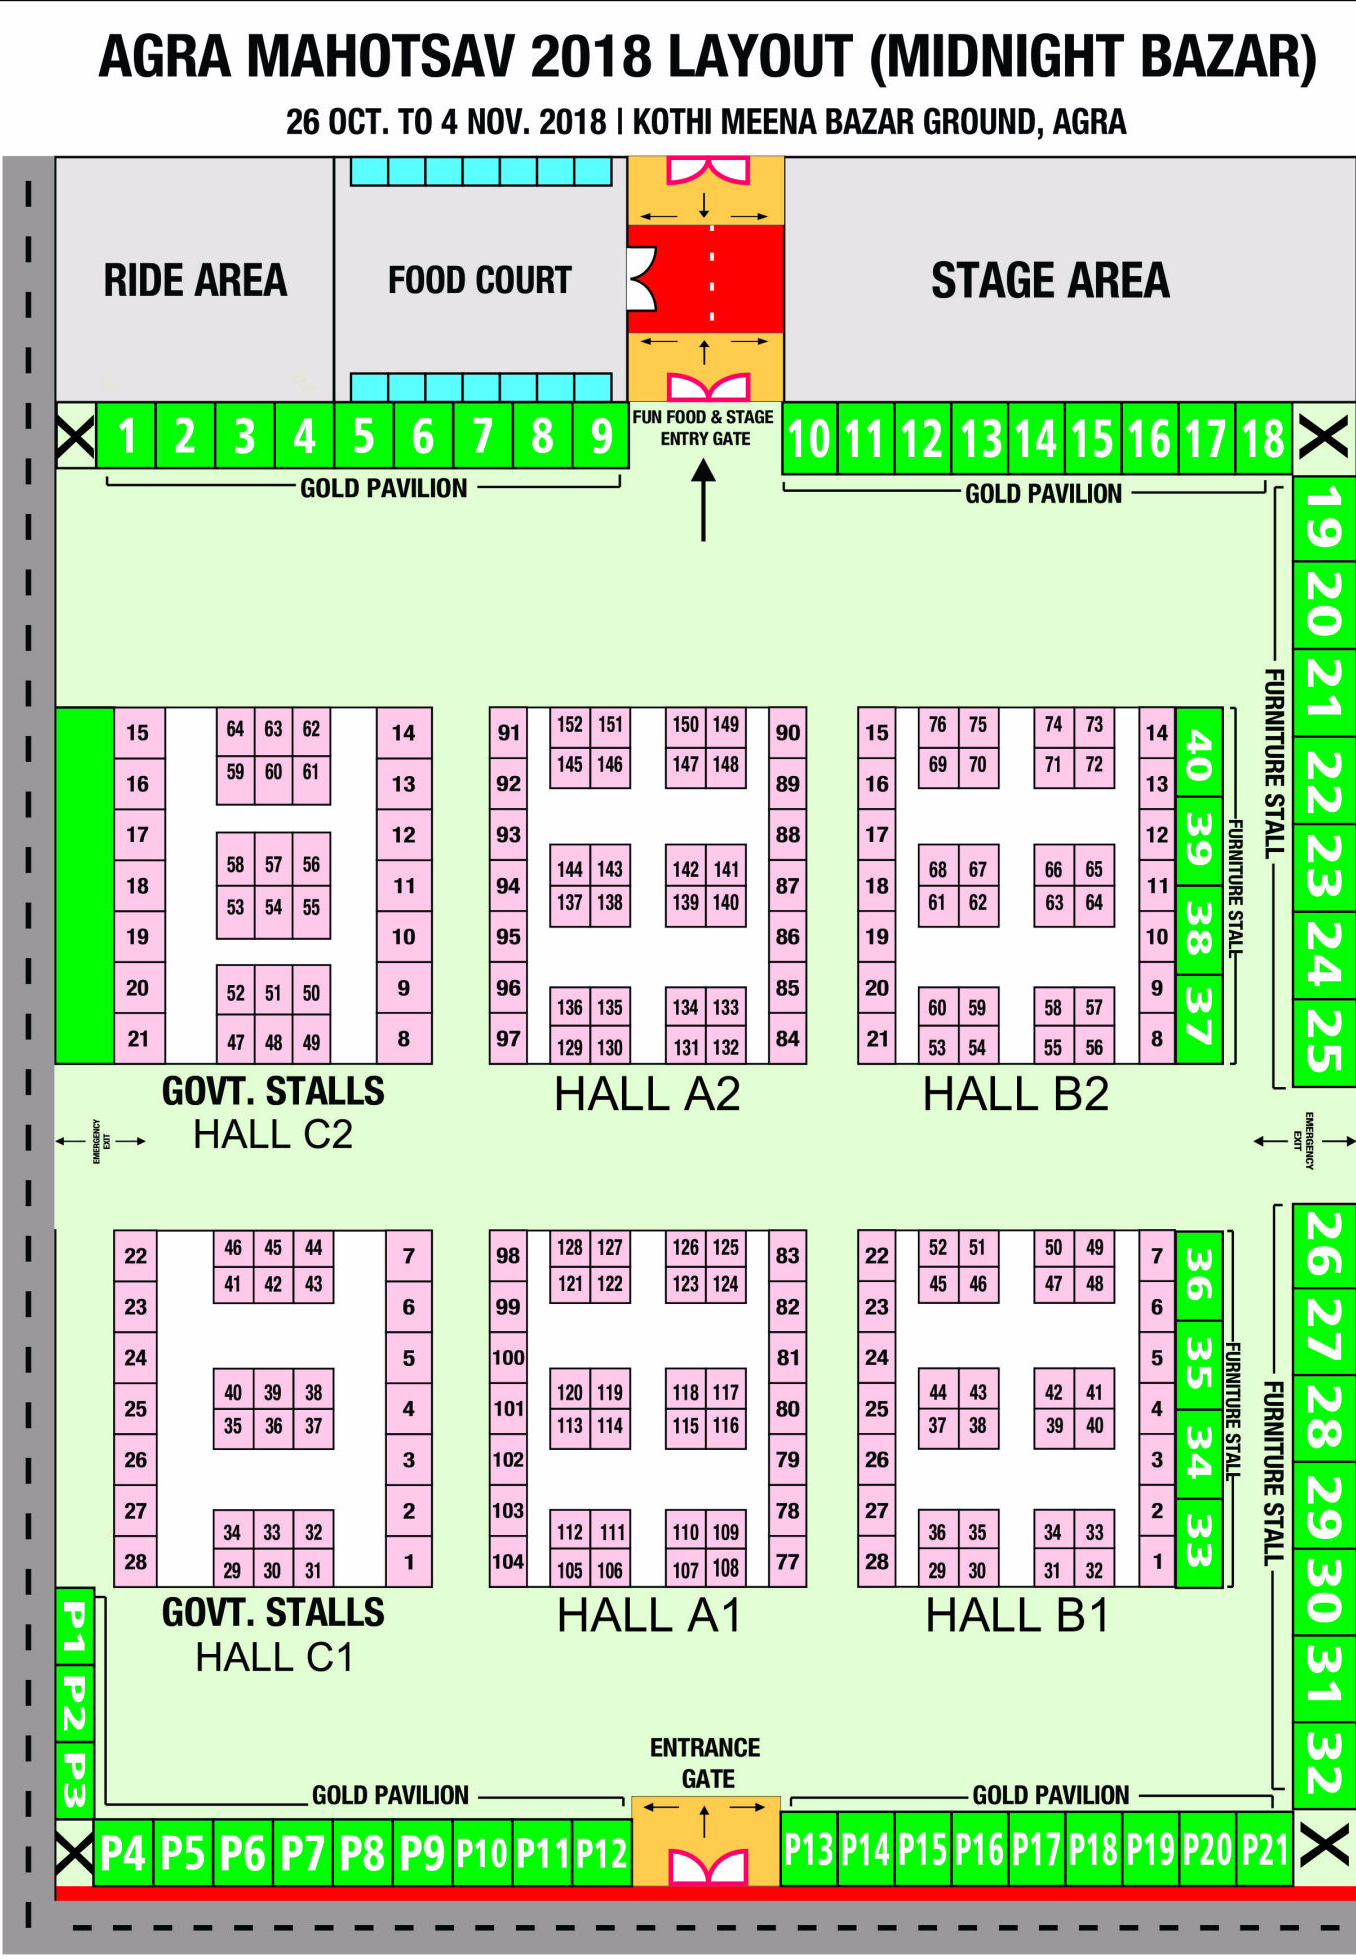 AGRA MAHOTSAV 2018 LAYOUT (MIDNIGHT BAZAR)
26 OCT. TO 4 NOV. 2018 | KOTHI MEENA BAZAR GROUND, AGRA
RIDE AREA
FOOD COURT
STAGE AREA
X 1 2 3 4 5 6 7 8 9
FUN FOOD & STAGE
ENTRY GATE
10 11 12 13 14 15 16 17 18 X
GOLD PAVILION
GOLD PAVILION
19
20
21
22
23
24
25
FURNITURE STALL
15 64 63 62 14
59 60 61
16 13
17 12
58 57 56
18 11
53 54 55
19 10
20 52 51 50 9
21 47 48 49 8
GOVT. STALLS
HALL C2
91 152 151 150 149 90
145 146 147 148
92 89
93 88
144 143 142 141
94 87
137 138 139 140
95 86
96 85
136 135 134 133
97 129 130 131 132 84
HALL A2
15 76 75 74 73 14
69 70 71 72
16 13
17 12
68 67 66 65
18 11
61 62 63 64
19 10
20 9
60 59 58 57
21 53 54 55 56 8
HALL B2
40
39
38
37
FURNITURE STALL
EMERGENCY
EXIT
EMERGENCY
EXIT
22 46 45 44 7
41 42 43
23 6
24 5
40 39 38
25 4
35 36 37
26 3
27 2
34 33 32
28 29 30 31 1
GOVT. STALLS
HALL C1
98 128 127 126 125 83
121 122 123 124
99 82
100 81
120 119 118 117
101 80
113 114 115 116
102 79
103 78
112 111 110 109
104 105 106 107 108 77
HALL A1
22 52 51 50 49 7
45 46 47 48
23 6
24 5
44 43 42 41
25 4
37 38 39 40
26 3
27 2
36 35 34 33
28 29 30 31 32 1
HALL B1
36
35
34
33
FURNITURE STALL
26
27
28
29
30
31
32
FURNITURE STALL
P1
P2
P3
ENTRANCE
GATE
GOLD PAVILION
GOLD PAVILION
X P4 P5 P6 P7 P8 P9 P10 P11 P12
P13 P14 P15 P16 P17 P18 P19 P20 P21 X